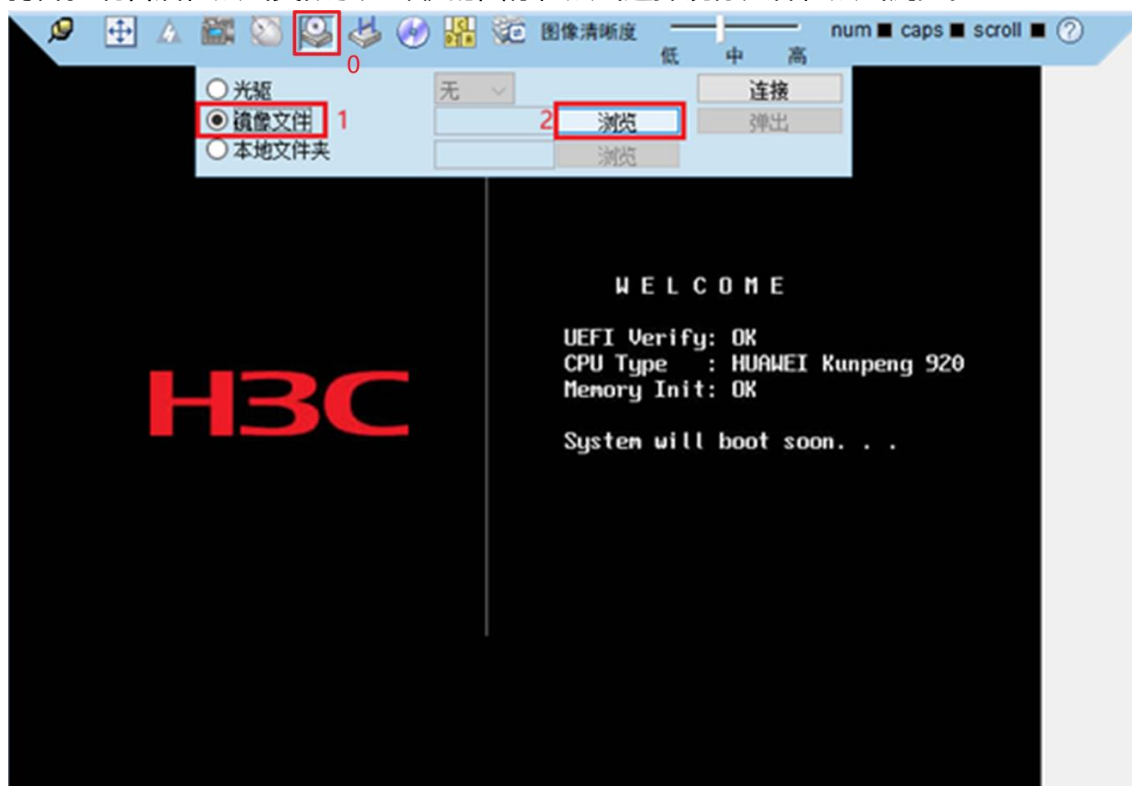 图像清晰度
低 中 高
num caps scroll ?
0
光驱 无 连接
镜像文件 1 2 浏览 弹出
本地文件夹 浏览
WELCOME
UEFI Verify: OK
CPU Type : HUAWEI Kunpeng 920
Memory Init: OK
System will boot soon. . .
H3C